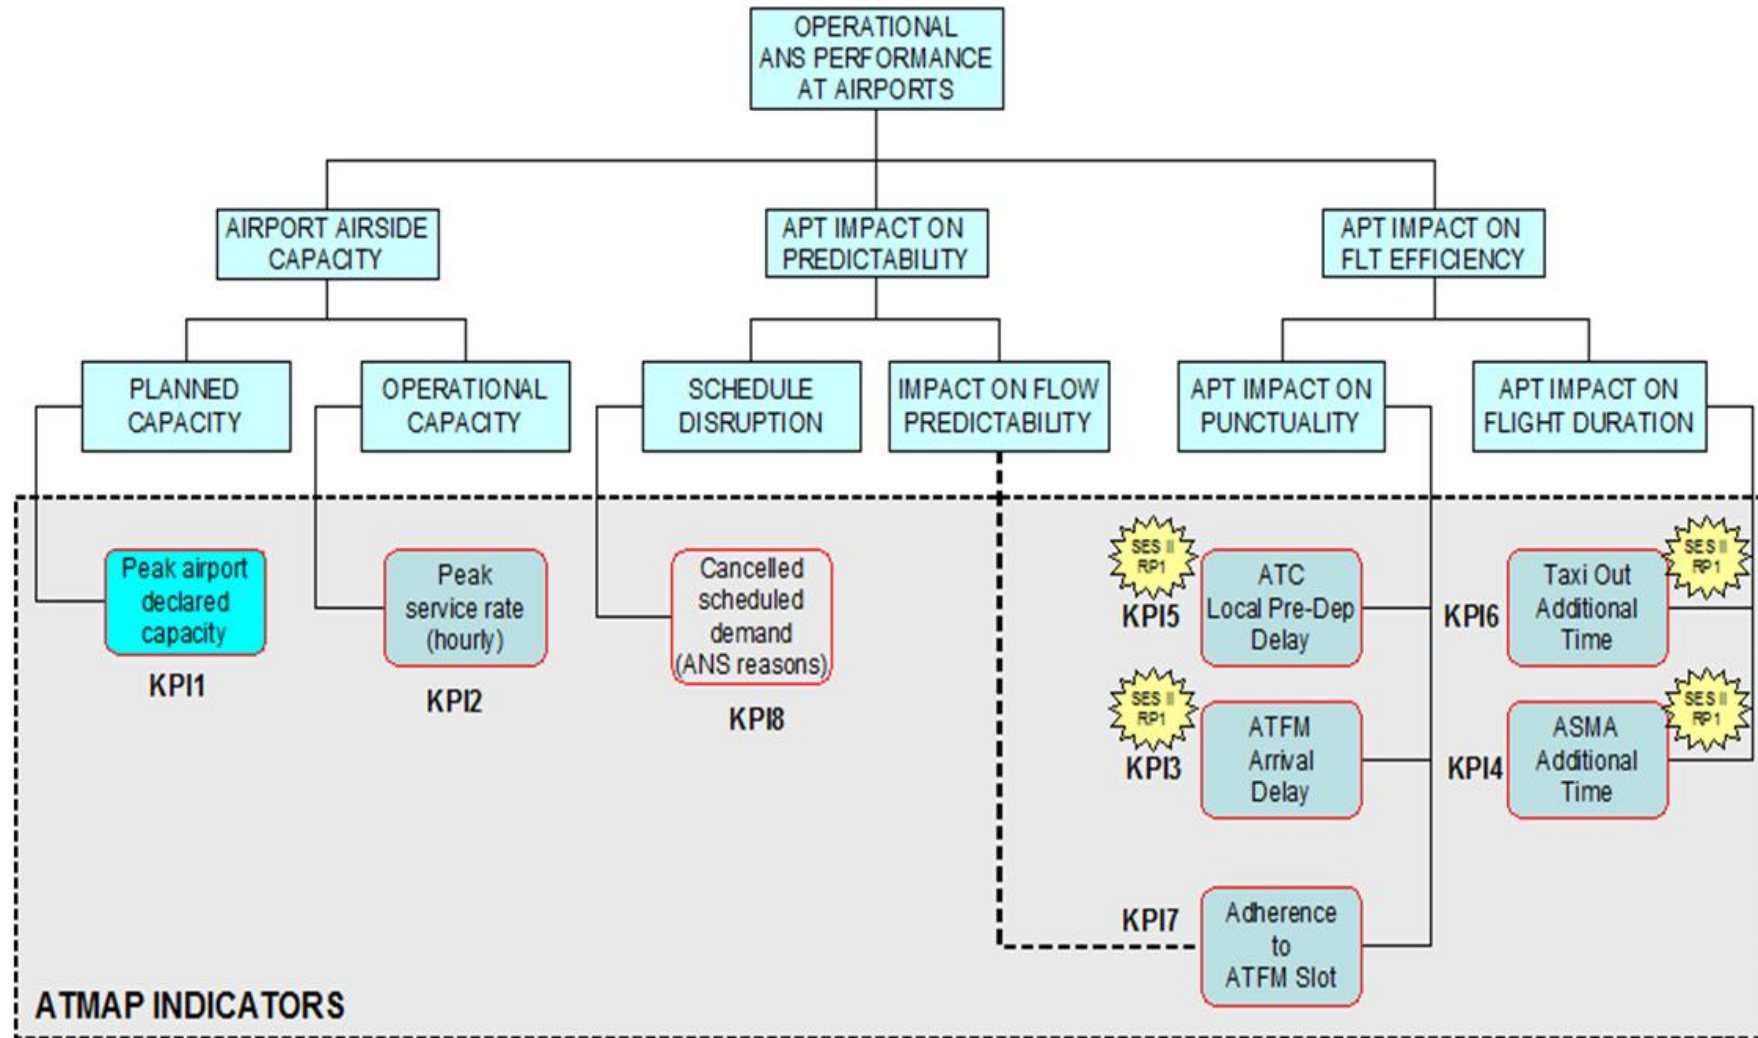 OPERATIONAL
ANS PERFORMANCE
AT AIRPORTS
AIRPORT AIRSIDE
CAPACITY
APT IMPACT ON
PREDICTABILITY
APT IMPACT ON
FLT EFFICIENCY
PLANNED
CAPACITY
OPERATIONAL
CAPACITY
SCHEDULE
DISRUPTION
IMPACT ON FLOW
PREDICTABILITY
APT IMPACT ON
PUNCTUALITY
APT IMPACT ON
FLIGHT DURATION
Peak airport
declared
capacity
KPI1
Peak
service rate
(hourly)
KPI2
Cancelled
scheduled
demand
(ANS reasons)
KPI8
SES II
RP1
KPI5
ATC
Local Pre-Dep
Delay
SES II
RP1
KPI6
Taxi Out
Additional
Time
SES II
RP1
KPI3
ATFM
Arrival
Delay
SES II
RP1
KPI4
ASMA
Additional
Time
KPI7
Adherence
to
ATFM Slot
ATMAP INDICATORS